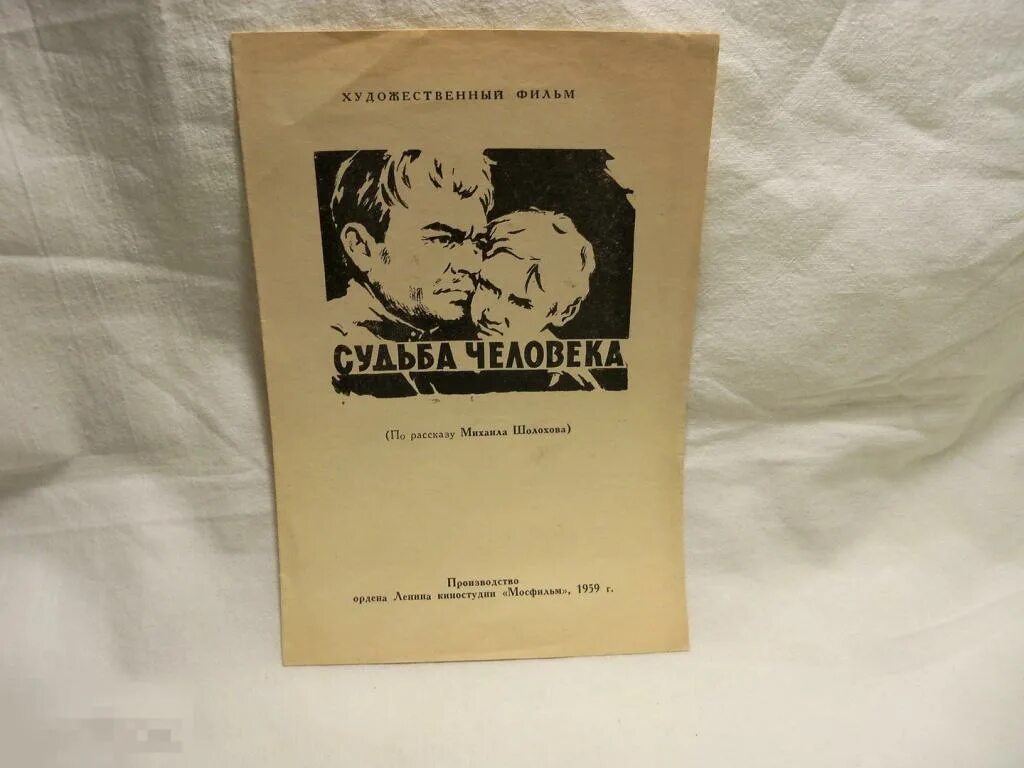 ХУДОЖЕСТВЕННЫЙ ФИЛЬМ
СУДЬБА ЧЕЛОВЕКА
(По рассказу Михаила Шолохова)
Производство
ордена Ленина киностудии «Мосфильм», 1959 г.